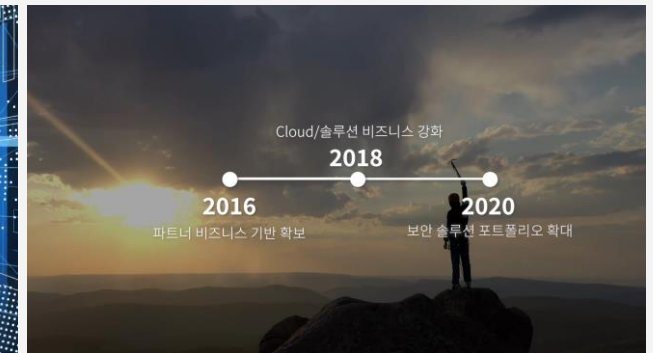 Cloud/솔루션 비즈니스 강화
2018
2016
파트너 비즈니스 기반 확보
2020
보안 솔루션 포트폴리오 확대